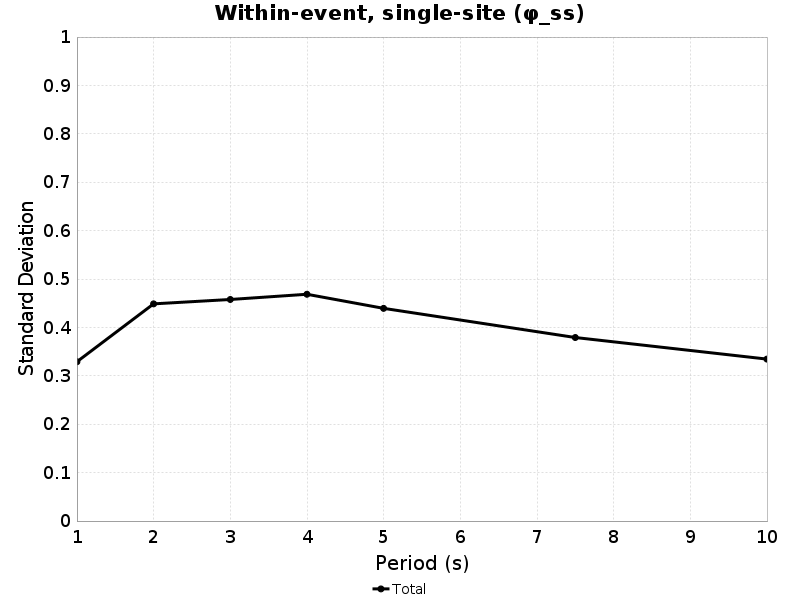 Within-event, single-site (φ_ss)
1
0.9
0.8
0.7
0.6
0.5
0.4
0.3
0.2
0.1
0
Standard Deviation
1 2 3 4 5 6 7 8 9 10
Period (s)
Total